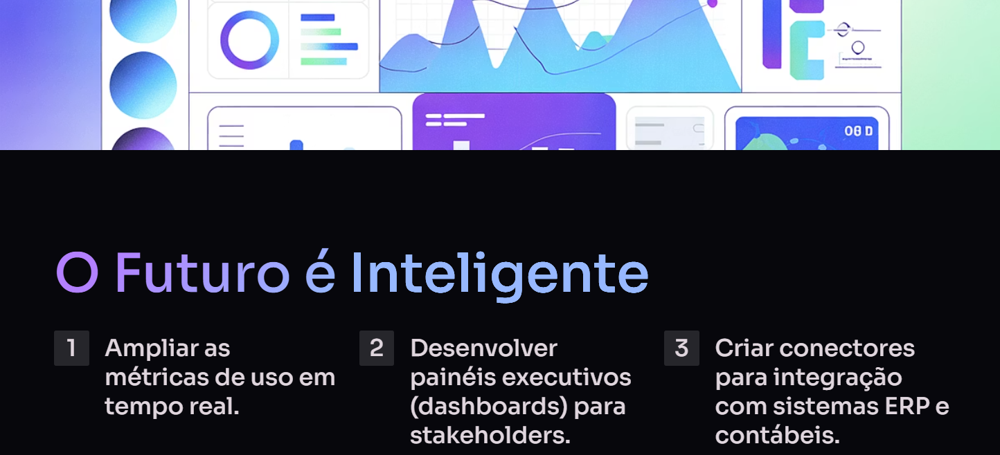 O Futuro é Inteligente
1
Ampliar as
métricas de uso em
tempo real.
2
Desenvolver
painéis executivos
(dashboards) para
stakeholders.
3
Criar conectores
para integração
com sistemas ERP e
contábeis.